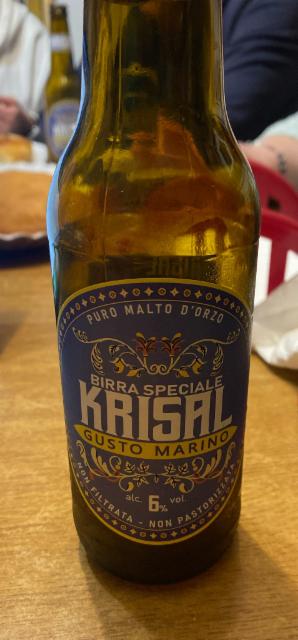 PURO MALTO D'ORZO
BIRRA SPECIALE
KRISAL
GUSTO MARINO
alc. 6% vol.
NON FILTRATA - NON PASTORIZZATA